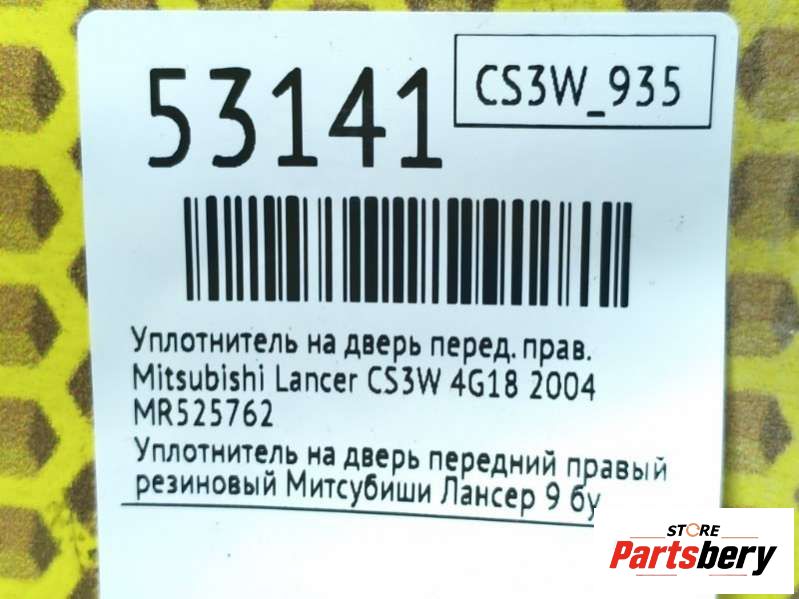 53141
CS3W_935
Уплотнитель на дверь перед. прав.
Mitsubishi Lancer CS3W 4G18 2004
MR525762
Уплотнитель на дверь передний правый
резиновый Митсубиши Лансер 9 бу
STORE
Partsbery